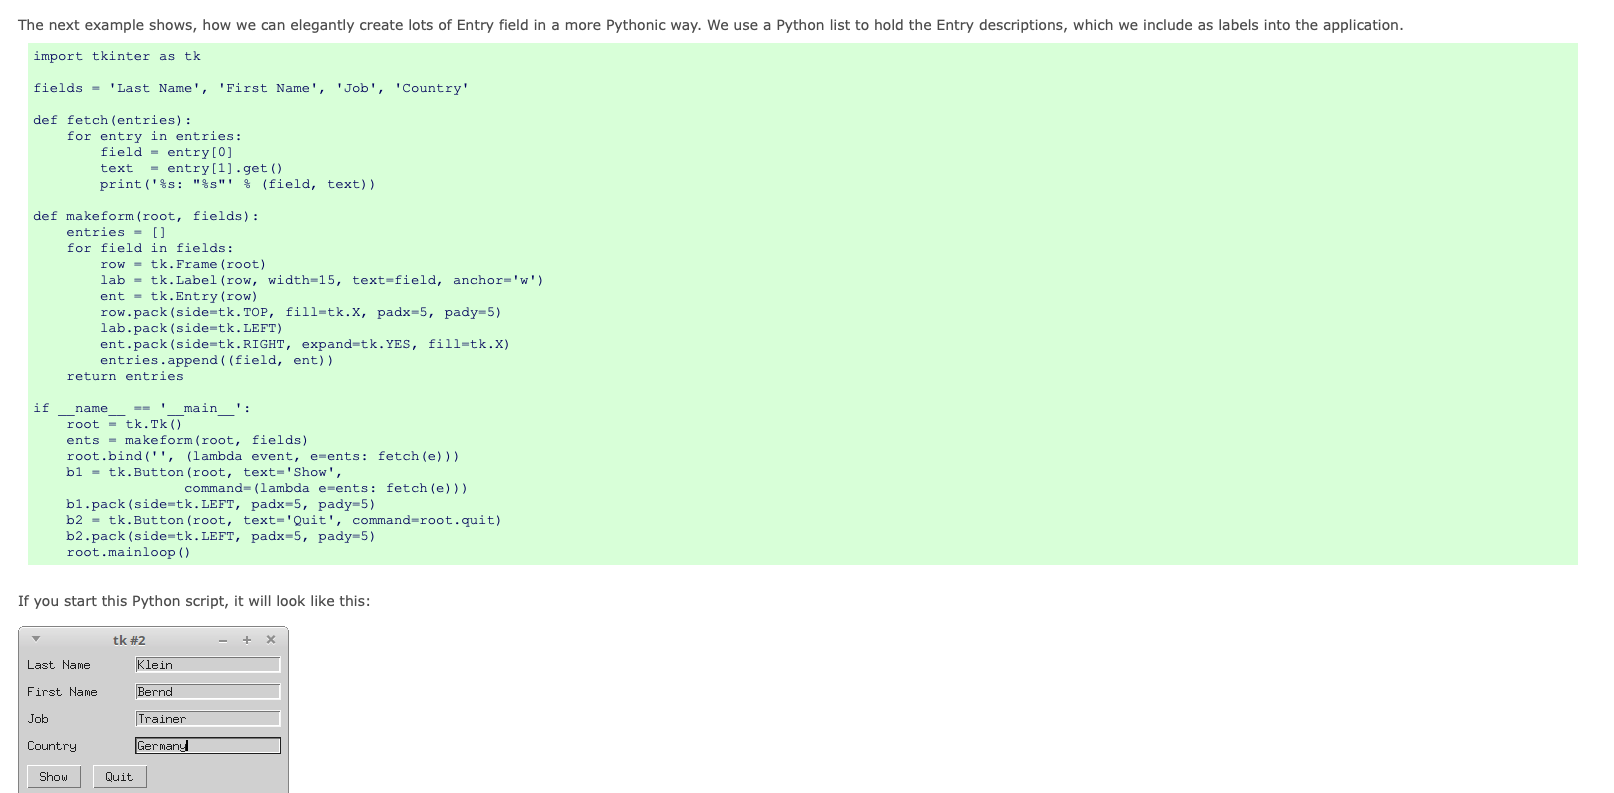 The next example shows, how we can elegantly create lots of Entry field in a more Pythonic way. We use a Python list to hold the Entry descriptions, which we include as labels into the application.
import tkinter as tk

fields = 'Last Name', 'First Name', 'Job', 'Country'

def fetch(entries):
    for entry in entries:
        field = entry[0]
        text  = entry[1].get()
        print('%s: "%s"' % (field, text))

def makeform(root, fields):
    entries = []
    for field in fields:
        row = tk.Frame(root)
        lab = tk.Label(row, width=15, text=field, anchor='w')
        ent = tk.Entry(row)
        row.pack(side=tk.TOP, fill=tk.X, padx=5, pady=5)
        lab.pack(side=tk.LEFT)
        ent.pack(side=tk.RIGHT, expand=tk.YES, fill=tk.X)
        entries.append((field, ent))
    return entries

if __name__ == '__main__':
    root = tk.Tk()
    ents = makeform(root, fields)
    root.bind('', (lambda event, e=ents: fetch(e)))
    b1 = tk.Button(root, text='Show',
                  command=(lambda e=ents: fetch(e)))
    b1.pack(side=tk.LEFT, padx=5, pady=5)
    b2 = tk.Button(root, text='Quit', command=root.quit)
    b2.pack(side=tk.LEFT, padx=5, pady=5)
    root.mainloop()

If you start this Python script, it will look like this:
tk #2
Last Name Klein
First Name Bernd
Job Trainer
Country Germany
Show Quit